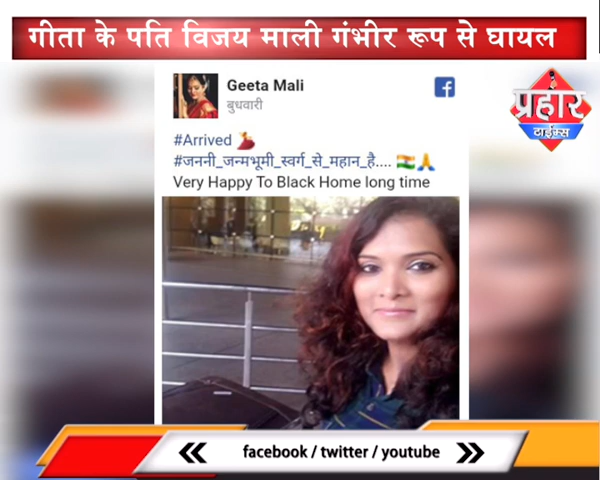 गीता के पति विजय माली गंभीर रूप से घायल
Geeta Mali
बुधवारी
प्रहार
टाईम्स
#Arrived 💃
#जननी_जन्मभूमी_स्वर्ग_से_महान_है.... 🇮🇳🙏
Very Happy To Black Home long time
facebook / twitter / youtube